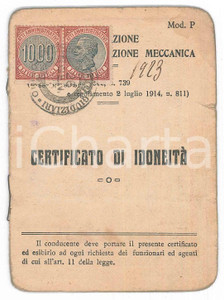 Mod. P
ZIONE
ZIONE MECCANICA
1000
1923
n. 739
2 luglio 1914, n. 811)
CERTIFICATO DI IDONEITÀ
Il conducente deve portare il presente certificato
ed esibirlo ad ogni richiesta dei funzionari ed agenti
di cui all'art. 11 della legge.